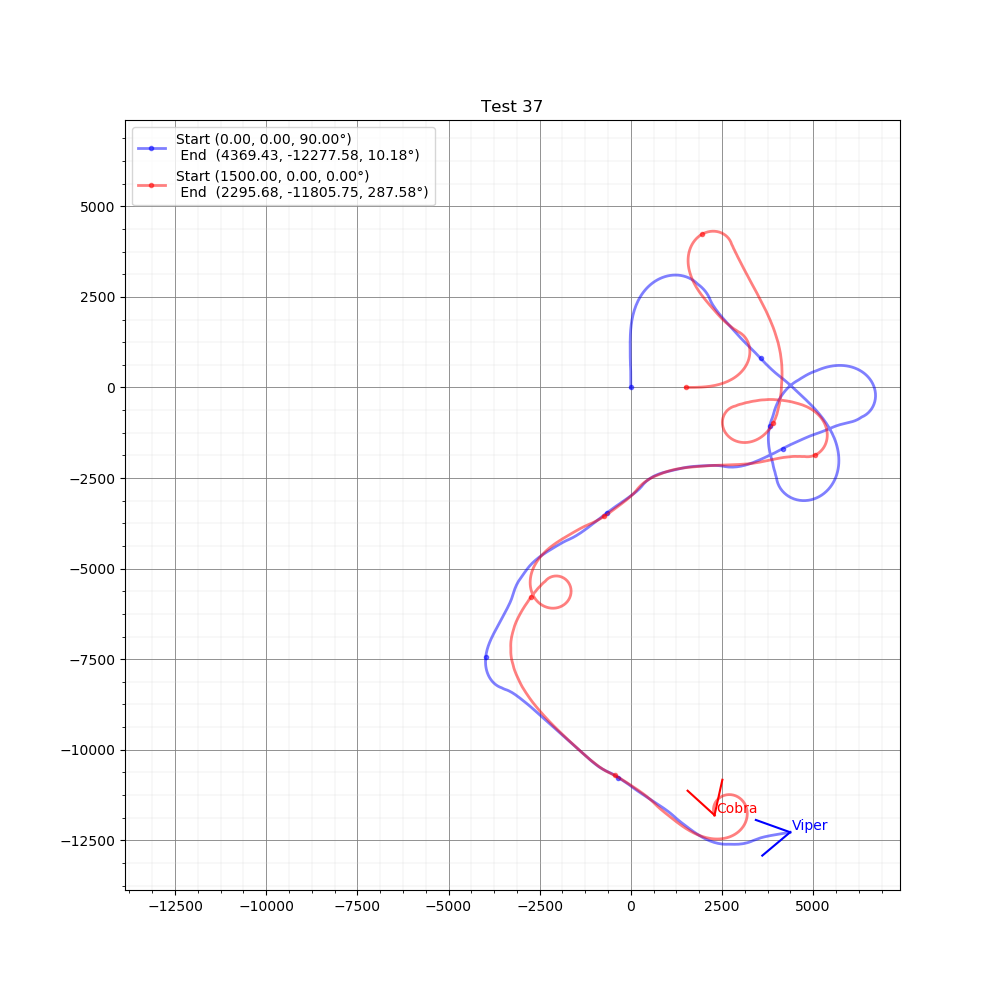 Test 37
Start (0.00, 0.00, 90.00°)
End (4369.43, -12277.58, 10.18°)
Start (1500.00, 0.00, 0.00°)
End (2295.68, -11805.75, 287.58°)
5000
2500
0
−2500
−5000
−7500
−10000
−12500
Cobra
Viper
−12500 −10000 −7500 −5000 −2500 0 2500 5000